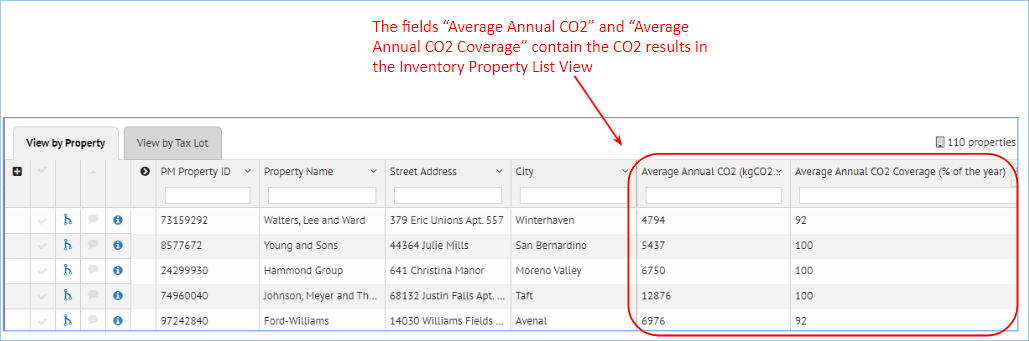 The fields “Average Annual CO2” and “Average
Annual CO2 Coverage” contain the CO2 results in
the Inventory Property List View
View by Property View by Tax Lot 110 properties
PM Property ID Property Name Street Address City Average Annual CO2 (kgCO2... Average Annual CO2 Coverage (% of the year)
73159292 Walters, Lee and Ward 379 Eric Unions Apt. 557 Winterhaven 4794 92
8577672 Young and Sons 44364 Julie Mills San Bernardino 5437 100
24299930 Hammond Group 641 Christina Manor Moreno Valley 6750 100
74960040 Johnson, Meyer and Th... 68132 Justin Falls Apt. ... Taft 12876 100
97242840 Ford-Williams 14030 Williams Fields ... Avenal 6976 92